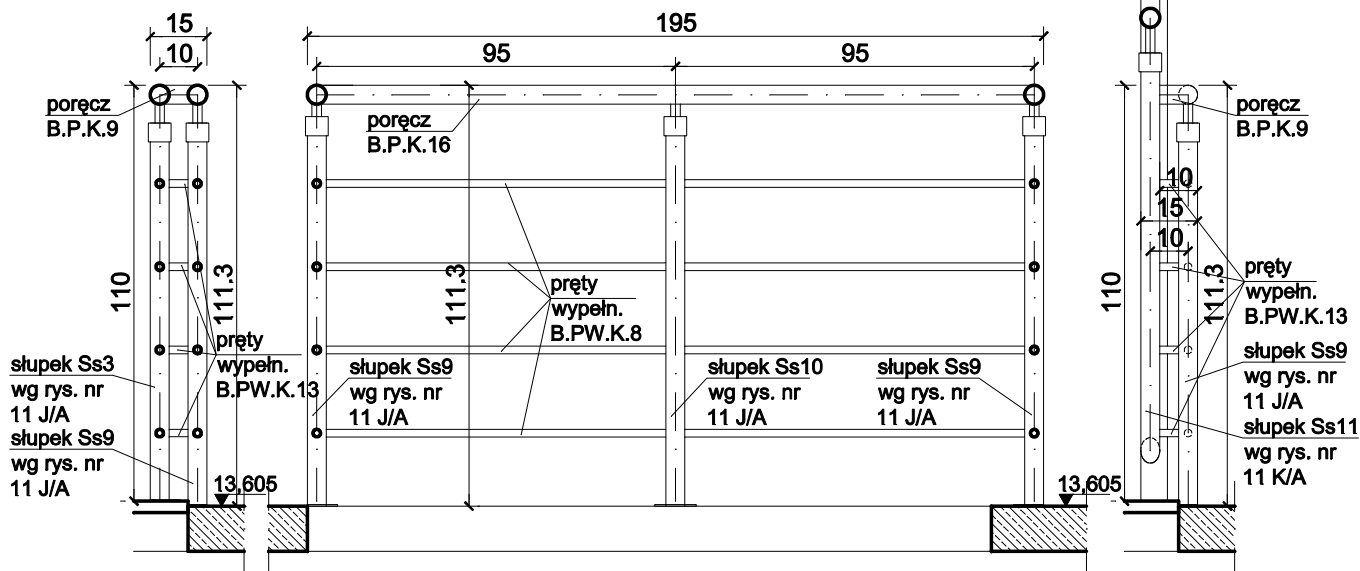 15
10
195
95
95
poręcz
B.P.K.9
poręcz
B.P.K.16
poręcz
B.P.K.9
10
15
10
110
111.3
111.3
110
111.3
pręty
wypełn.
B.PW.K.13
pręty
wypełn.
B.PW.K.8
pręty
wypełn.
B.PW.K.13
słupek Ss3
wg rys. nr
11 J/A
słupek Ss9
wg rys. nr
11 J/A
słupek Ss9
wg rys. nr
11 J/A
słupek Ss10
wg rys. nr
11 J/A
słupek Ss9
wg rys. nr
11 J/A
słupek Ss9
wg rys. nr
11 J/A
słupek Ss11
wg rys. nr
11 K/A
13,605
13,605